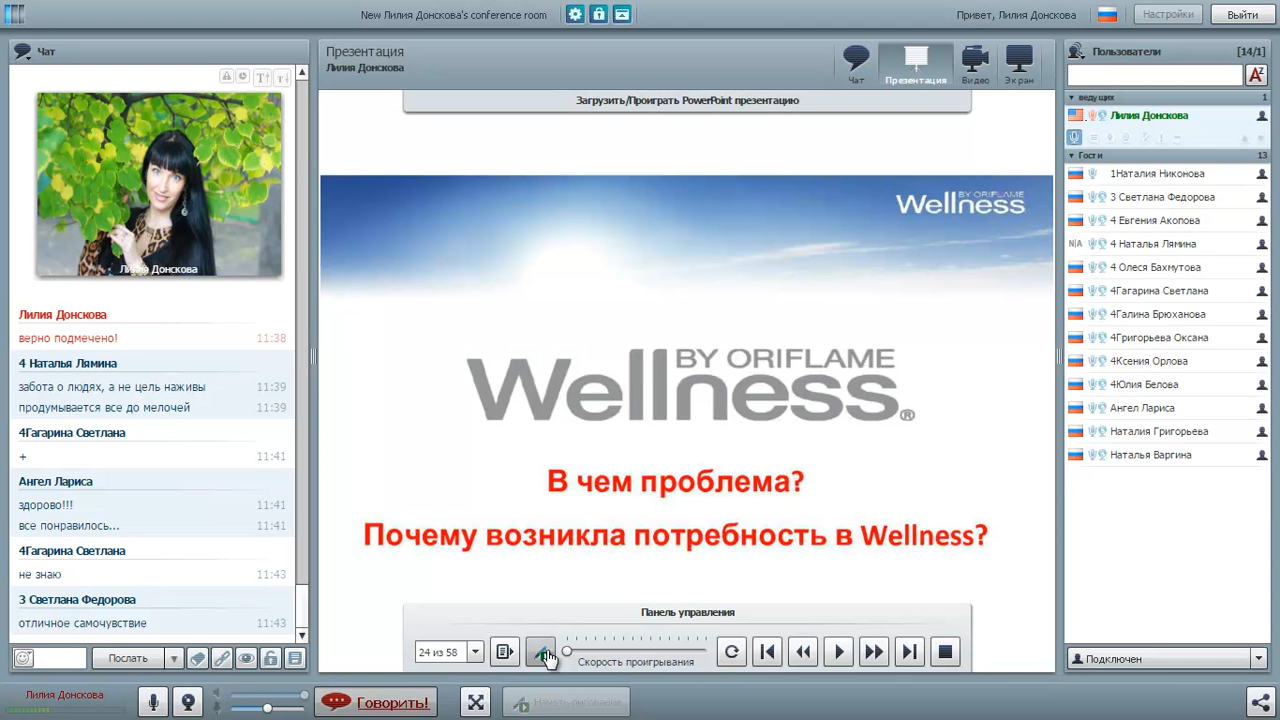 New Лилия Донскова's conference room
Привет, Лилия Донскова
Настройки
Выйти
Чат
Лилия Донскова
Лилия Донскова
верно подмечено! 11:38
4 Наталья Лямина
забота о людях, а не цель наживы 11:39
продумывается все до мелочей 11:39
4Гагарина Светлана
+ 11:41
Ангел Лариса
здорово!!! 11:41
все понравилось... 11:41
4Гагарина Светлана
не знаю 11:43
3 Светлана Федорова
отличное самочувствие 11:43
Послать
Презентация
Лилия Донскова
Чат
Презентация
Видео
Экран
Загрузить/Проиграть PowerPoint презентацию
Wellness BY ORIFLAME
Wellness BY ORIFLAME ®
В чем проблема?
Почему возникла потребность в Wellness?
Панель управления
24 из 58
Скорость проигрывания
Пользователи [14/1]
ведущих 1
Лилия Донскова
Гости 13
1Наталия Никонова
3 Светлана Федорова
4 Евгения Акопова
N/A 4 Наталья Лямина
4 Олеся Бахмутова
4Гагарина Светлана
4Галина Брюханова
4Григорьева Оксана
4Ксения Орлова
4Юлия Белова
Ангел Лариса
Наталия Григорьева
Наталья Варгина
Подключен
Лилия Донскова
Говорить!